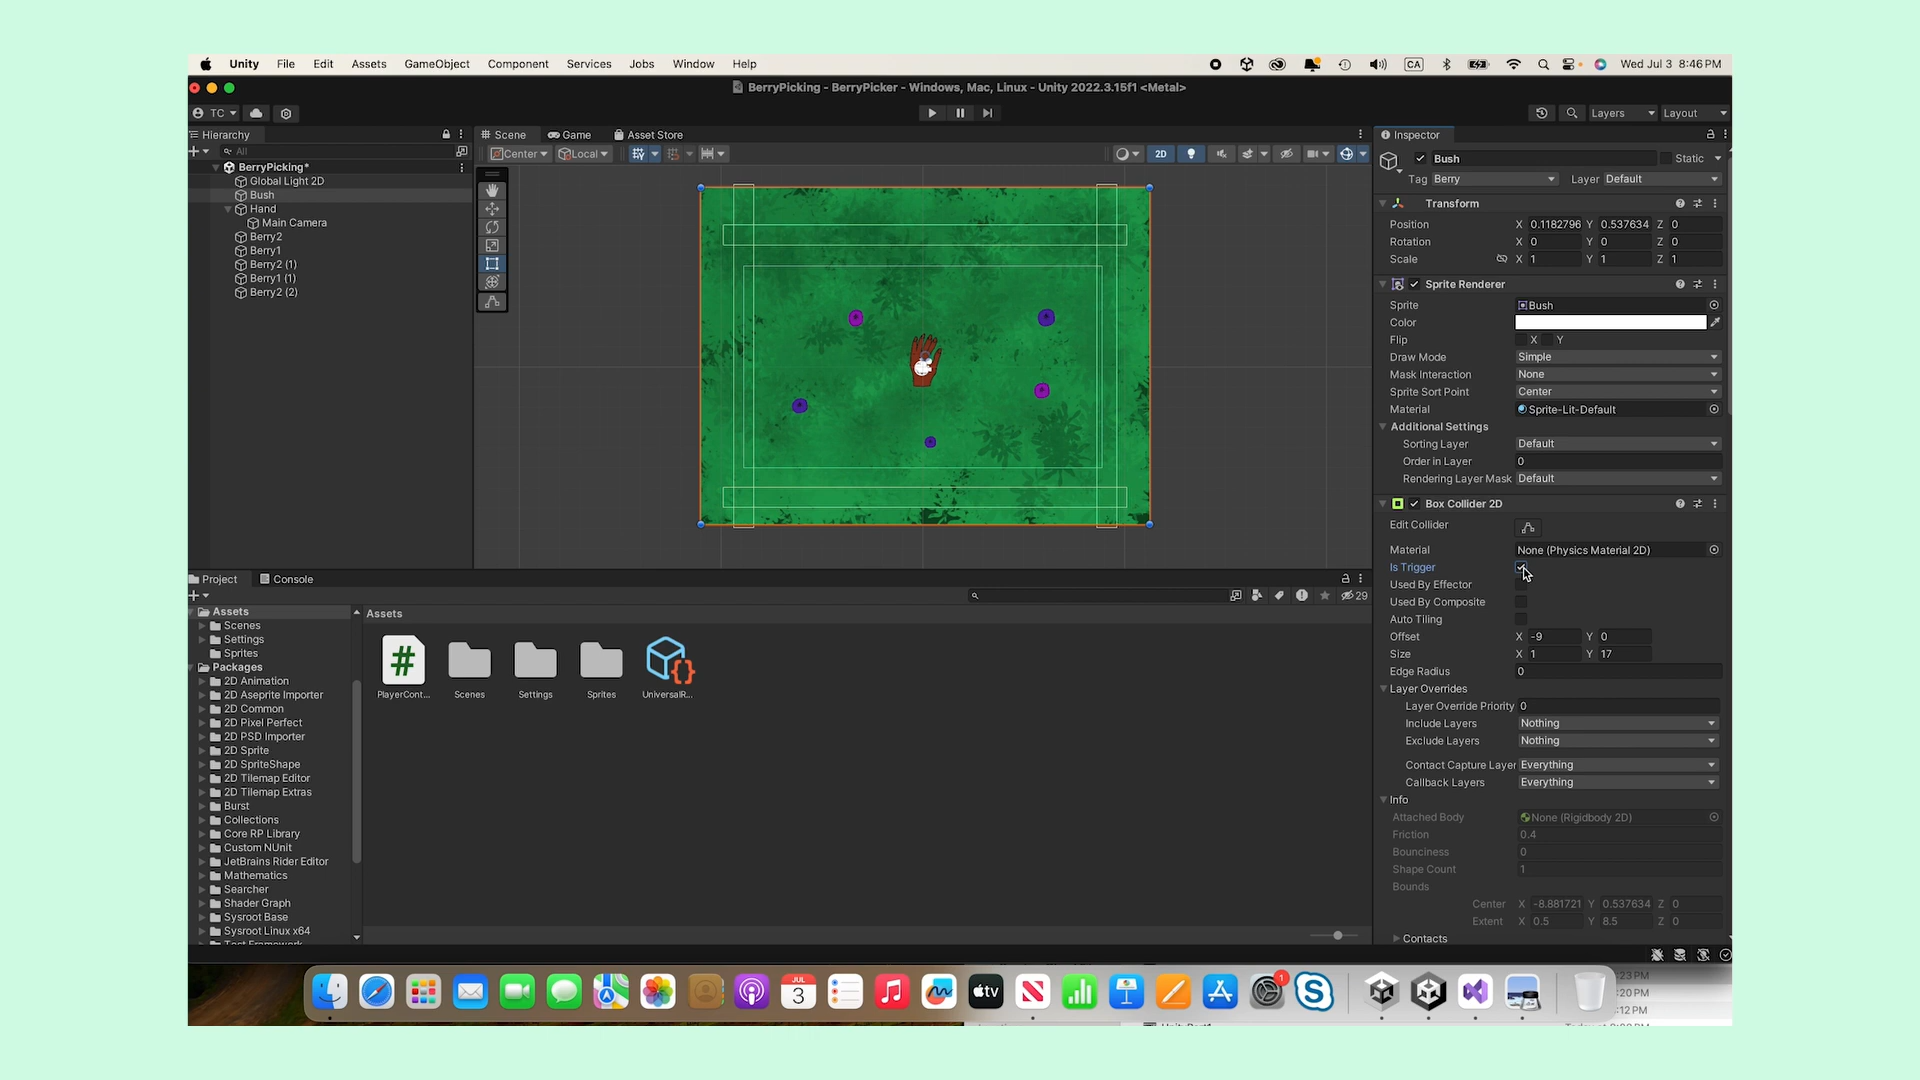 Unity File Edit Assets GameObject Component Services Jobs Window Help CA Wed Jul 3 8:46 PM
BerryPicking - BerryPicker - Windows, Mac, Linux - Unity 2022.3.15f1 <Metal>
TC Layers Layout
Hierarchy
All
BerryPicking*
Global Light 2D
Bush
Hand
Main Camera
Berry2
Berry1
Berry2 (1)
Berry1 (1)
Berry2 (2)
Scene Game Asset Store
Center Local 2D
Inspector
Bush Static
Tag Berry Layer Default
Transform
Position X 0.1182796 Y 0.537634 Z 0
Rotation X 0 Y 0 Z 0
Scale X 1 Y 1 Z 1
Sprite Renderer
Sprite Bush
Color
Flip X Y
Draw Mode Simple
Mask Interaction None
Sprite Sort Point Center
Material Sprite-Lit-Default
Additional Settings
Sorting Layer Default
Order in Layer 0
Rendering Layer Mask Default
Box Collider 2D
Edit Collider
Material None (Physics Material 2D)
Is Trigger
Used By Effector
Used By Composite
Auto Tiling
Offset X -9 Y 0
Size X 1 Y 17
Edge Radius 0
Layer Overrides
Layer Override Priority 0
Include Layers Nothing
Exclude Layers Nothing
Contact Capture Layer Everything
Callback Layers Everything
Info
Attached Body None (Rigidbody 2D)
Friction 0.4
Bounciness 0
Shape Count 1
Bounds
Center X -8.881721 Y 0.537634 Z 0
Extent X 0.5 Y 8.5 Z 0
Contacts
Project Console
29
Assets
Scenes
Settings
Sprites
Packages
2D Animation
2D Aseprite Importer
2D Common
2D Pixel Perfect
2D PSD Importer
2D Sprite
2D SpriteShape
2D Tilemap Editor
2D Tilemap Extras
Burst
Collections
Core RP Library
Custom NUnit
JetBrains Rider Editor
Mathematics
Searcher
Shader Graph
Sysroot Base
Sysroot Linux x64
Assets
PlayerCont... Scenes Settings Sprites UniversalR...
JUL
3
tv
1
:23 PM
:20 PM
:12 PM